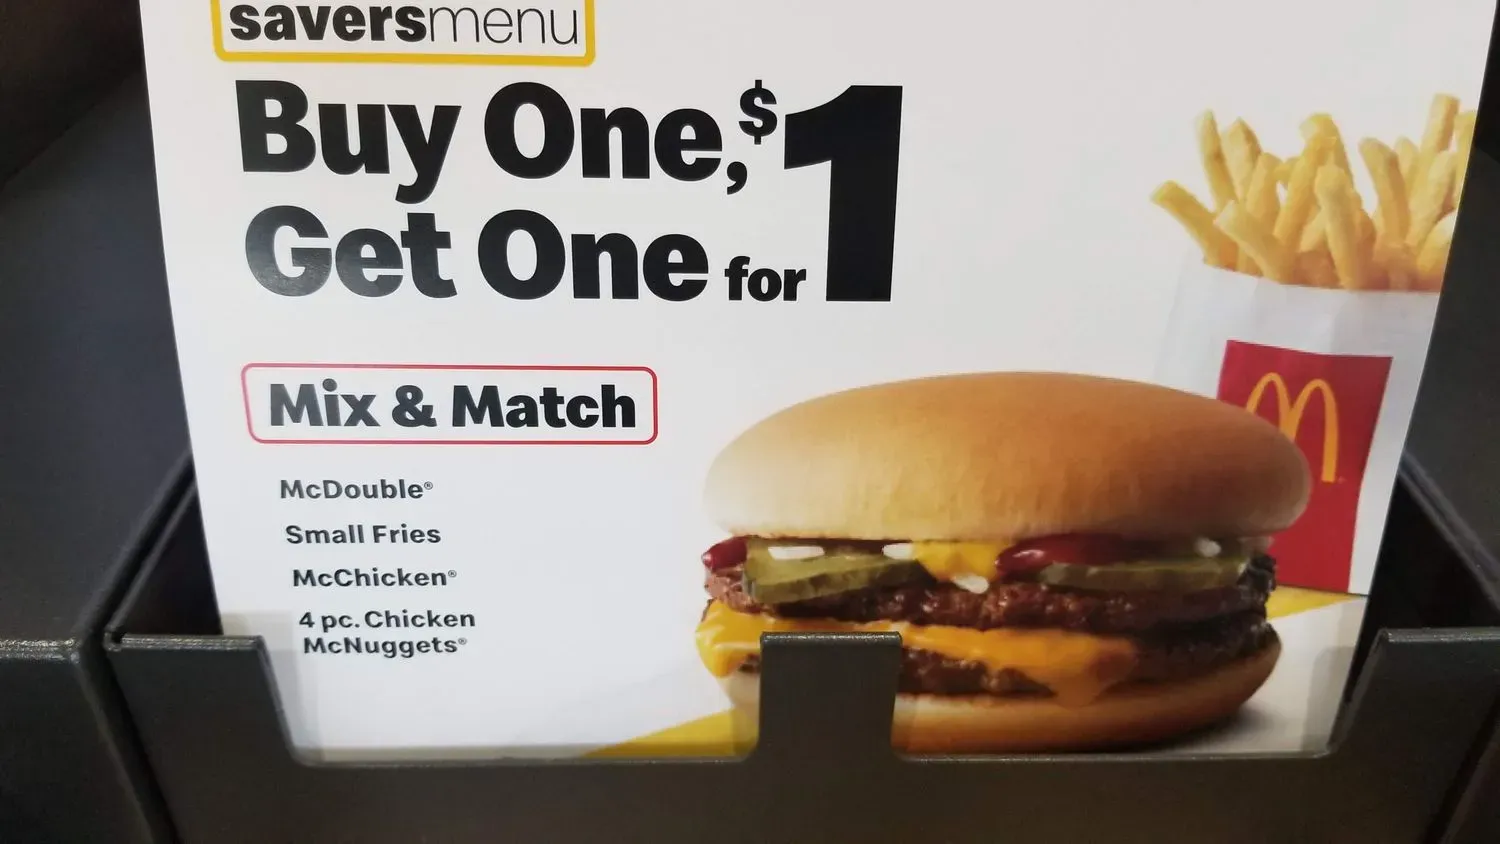 saversmenu
Buy One, $1
Get One for
Mix & Match
McDouble®
Small Fries
McChicken®
4 pc. Chicken
McNuggets®